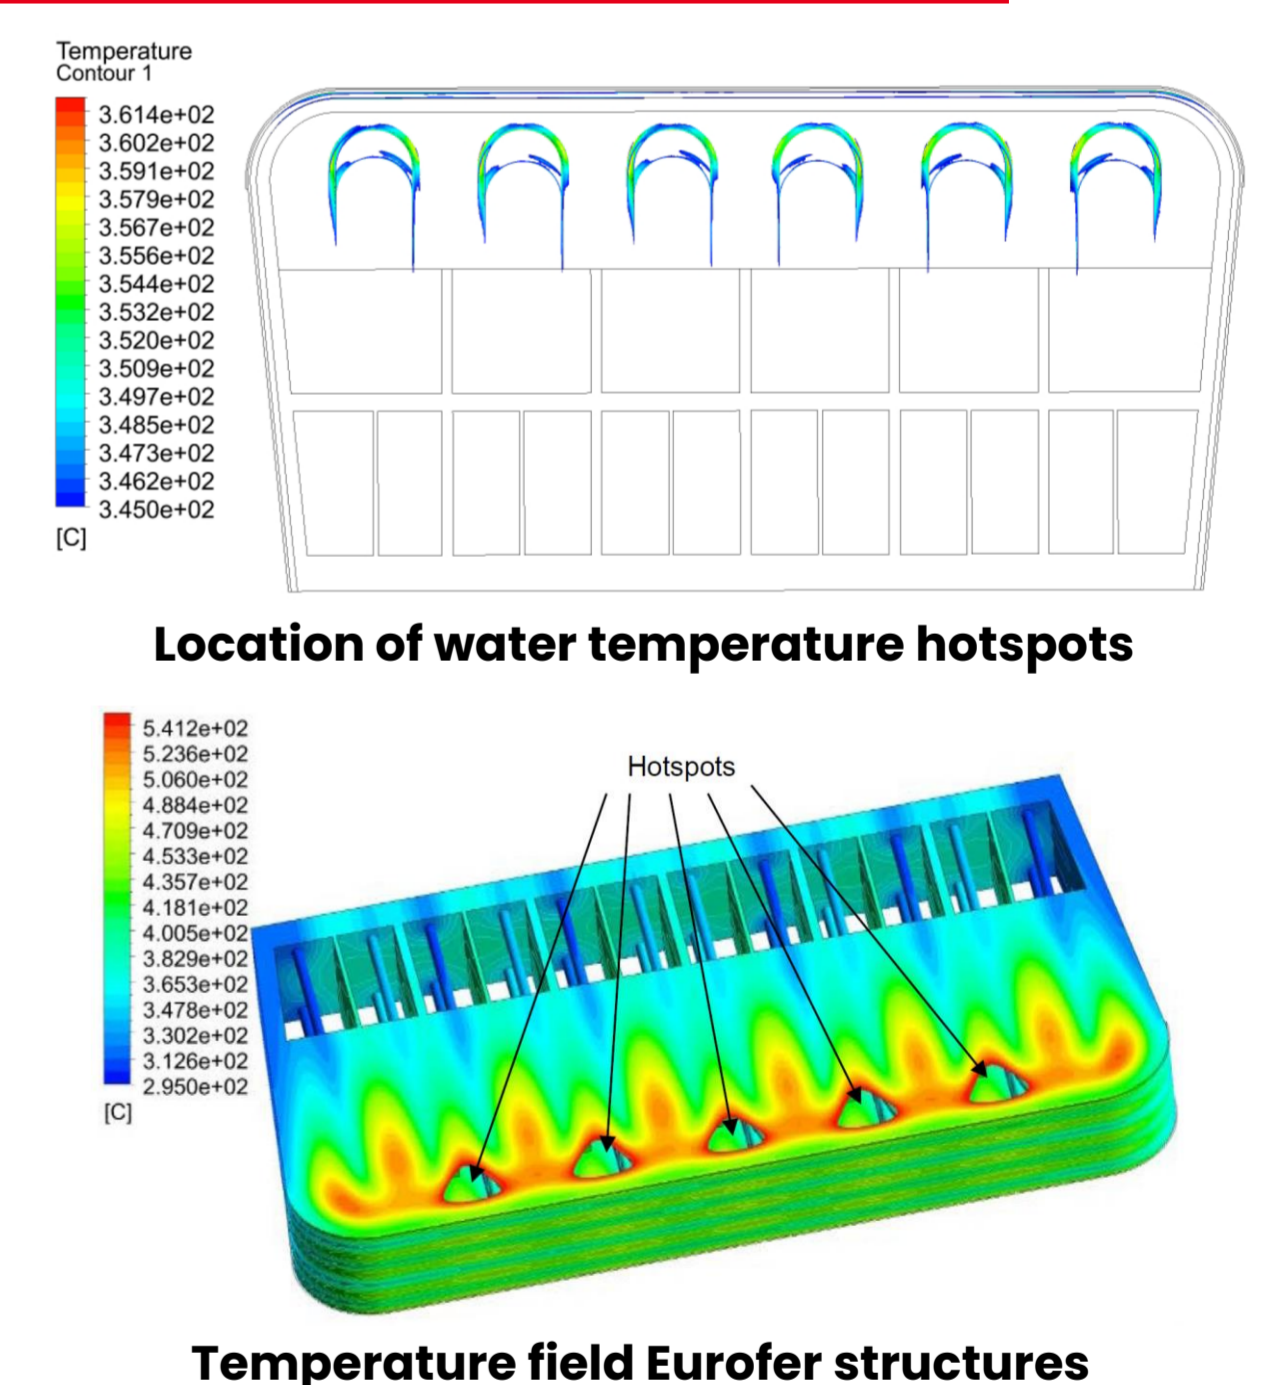 Temperature
Contour 1
3.614e+02
3.602e+02
3.591e+02
3.579e+02
3.567e+02
3.556e+02
3.544e+02
3.532e+02
3.520e+02
3.509e+02
3.497e+02
3.485e+02
3.473e+02
3.462e+02
3.450e+02
[C]
Location of water temperature hotspots
5.412e+02
5.236e+02
5.060e+02
4.884e+02
4.709e+02
4.533e+02
4.357e+02
4.181e+02
4.005e+02
3.829e+02
3.653e+02
3.478e+02
3.302e+02
3.126e+02
2.950e+02
[C]
Hotspots
Temperature field Eurofer structures